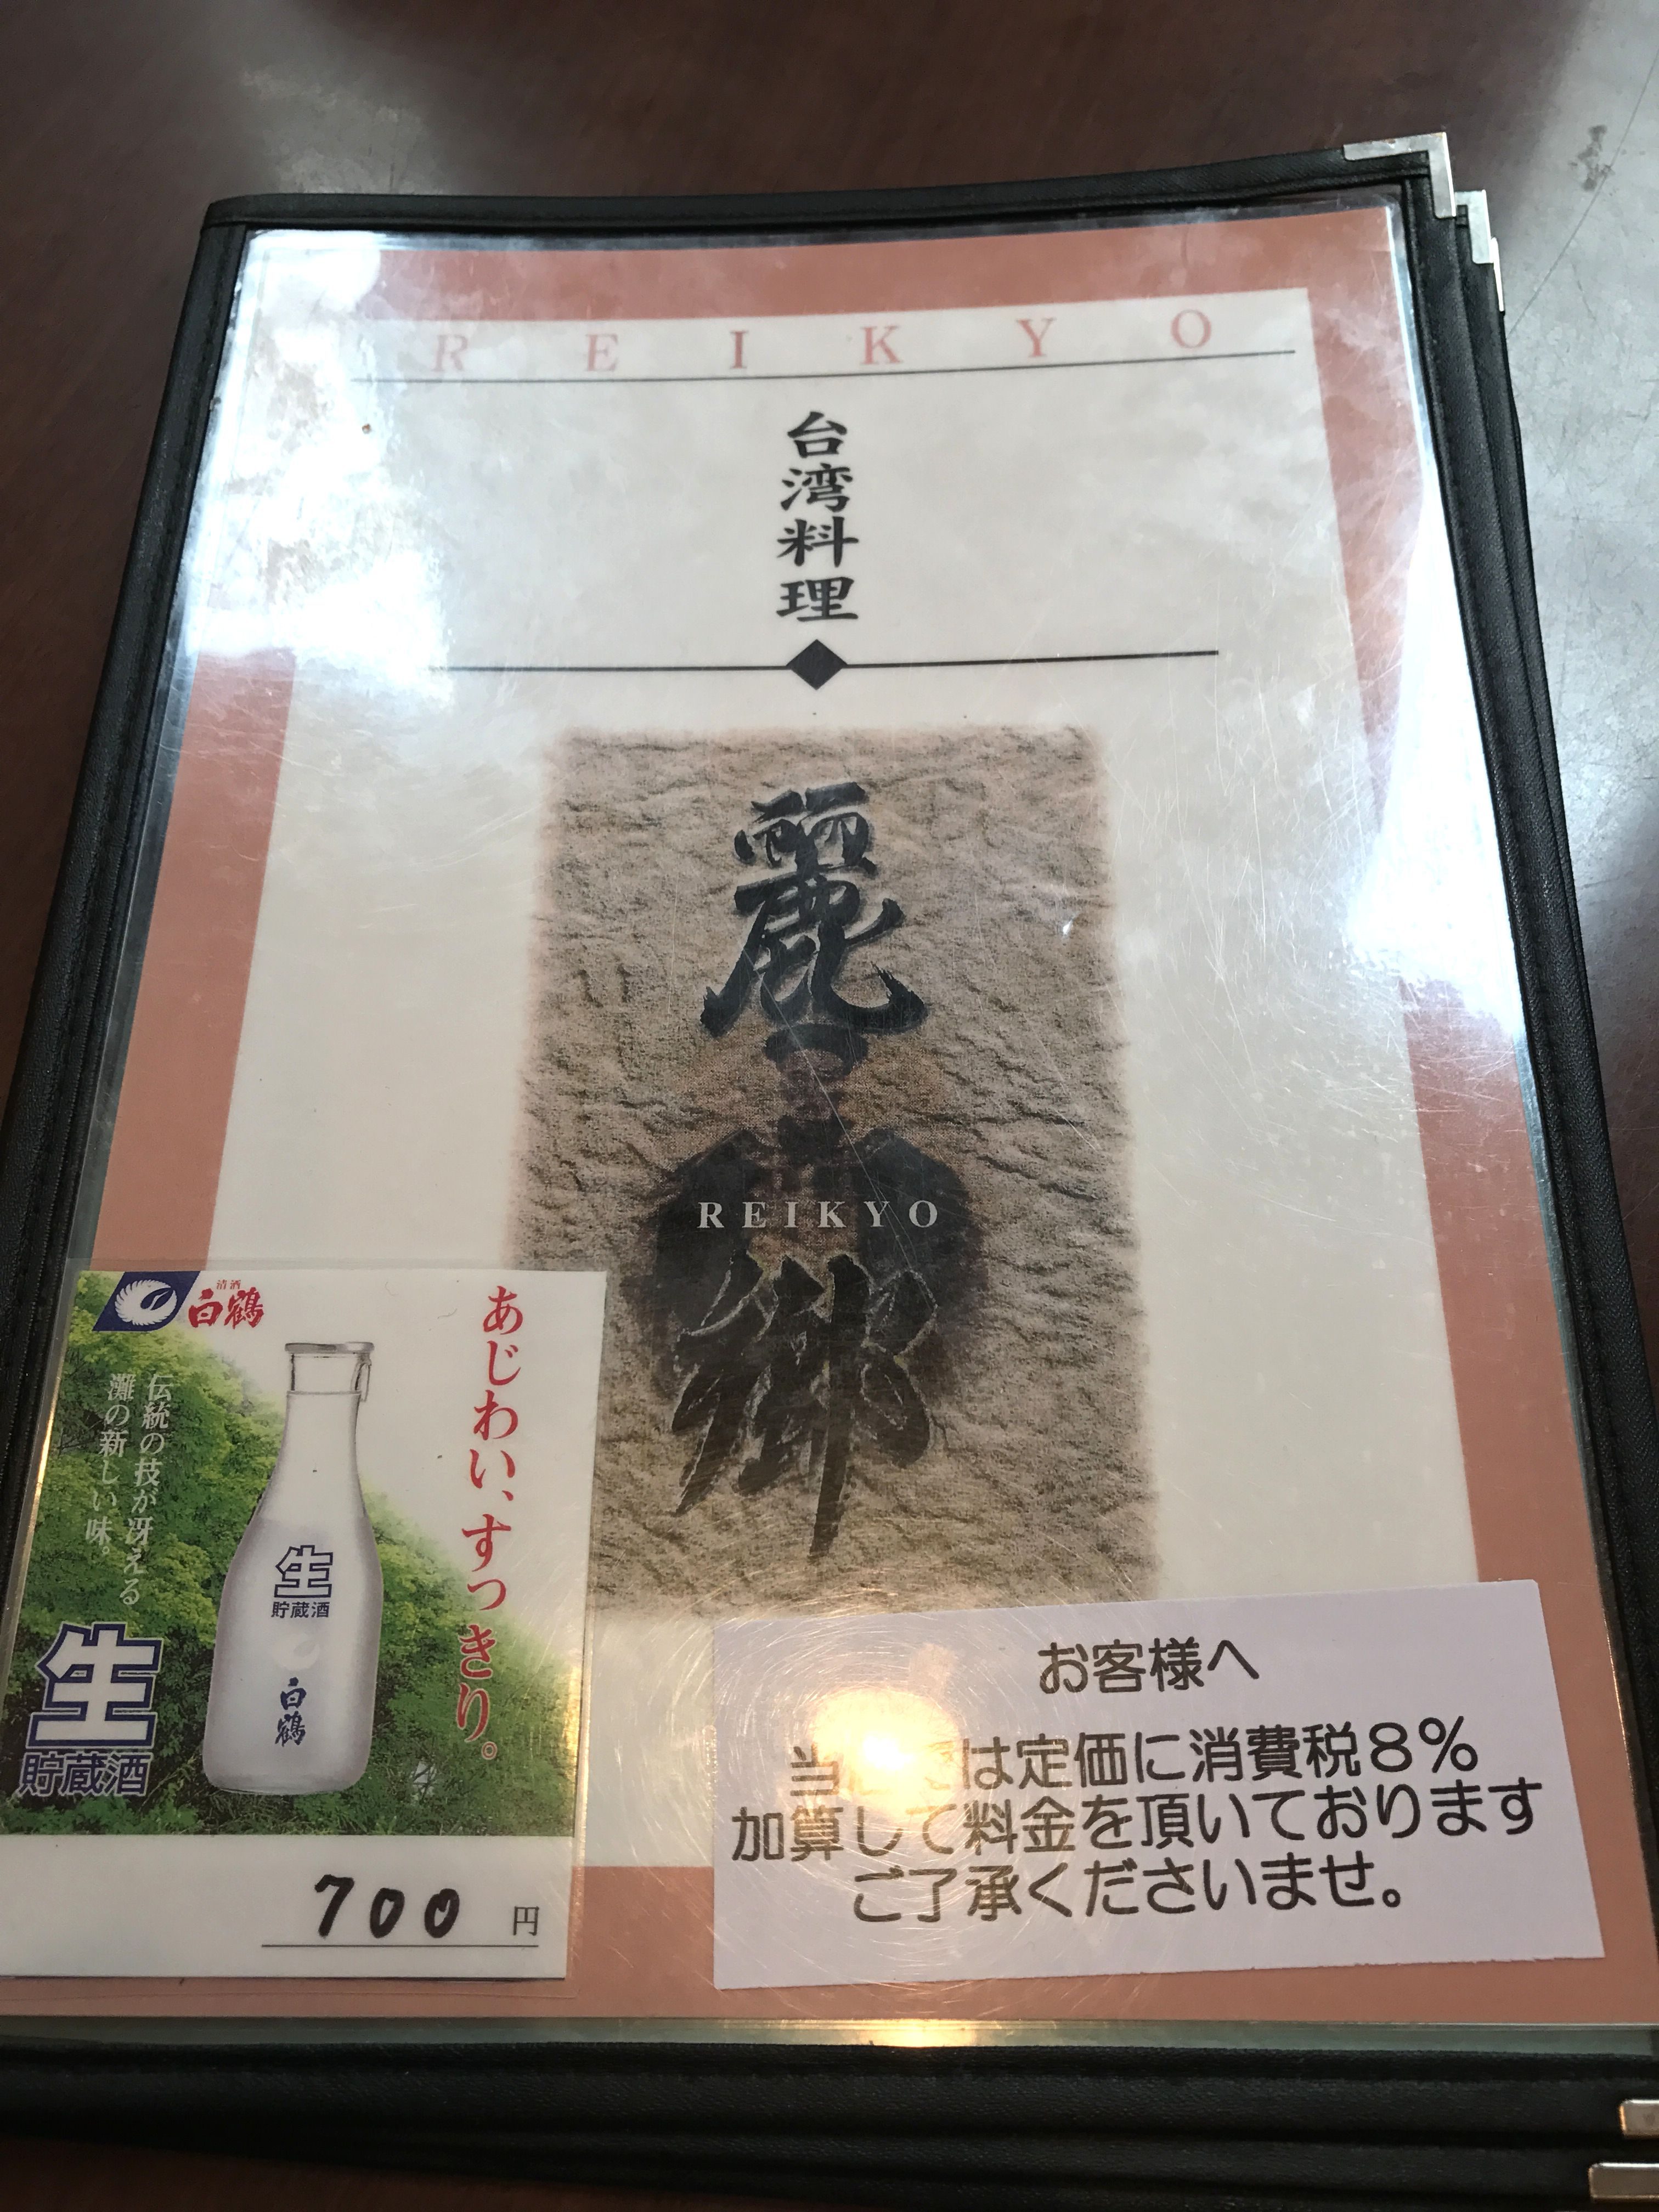 REIKYO
台湾料理
麗
REIKYO
郷
清酒
白鶴
あじわい、すっきり。
伝統の技が冴える
灘の新しい味。
生
貯蔵酒
白鶴
生
貯蔵酒
700円
お客様へ
当 は定価に消費税8%
加算して料金を頂いております
ご了承くださいませ。